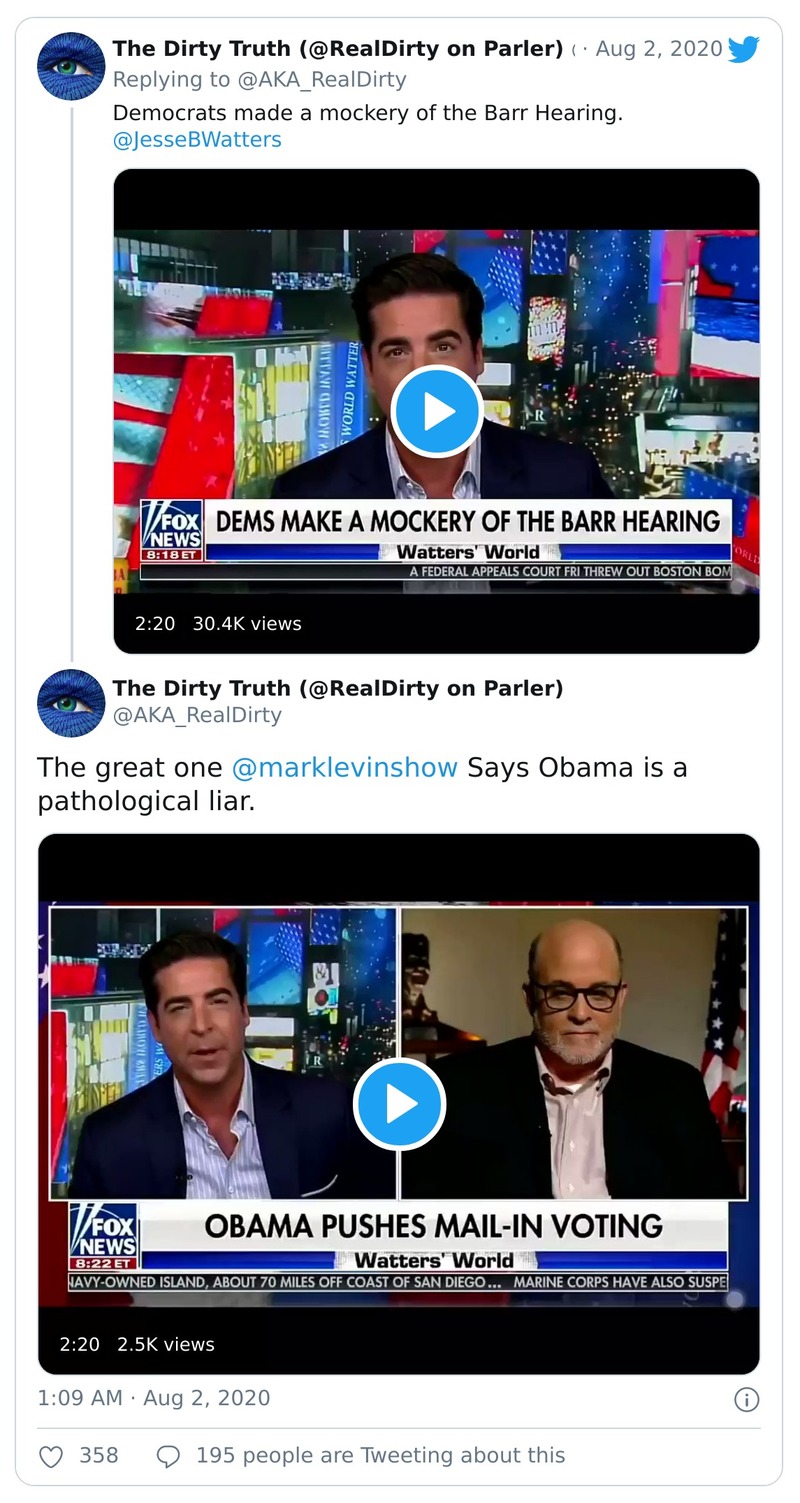 The Dirty Truth (@RealDirty on Parler) · Aug 2, 2020
Replying to @AKA_RealDirty
Democrats made a mockery of the Barr Hearing.
@JesseBWatters
WORLD WATTER
FOX
NEWS
8:18 ET
DEMS MAKE A MOCKERY OF THE BARR HEARING
Watters' World
A FEDERAL APPEALS COURT FRI THREW OUT BOSTON BOM
2:20 30.4K views
The Dirty Truth (@RealDirty on Parler)
@AKA_RealDirty
The great one @marklevinshow Says Obama is a
pathological liar.
FOX
NEWS
8:22 ET
OBAMA PUSHES MAIL-IN VOTING
Watters' World
NAVY-OWNED ISLAND, ABOUT 70 MILES OFF COAST OF SAN DIEGO... MARINE CORPS HAVE ALSO SUSPE
2:20 2.5K views
1:09 AM · Aug 2, 2020
358 195 people are Tweeting about this